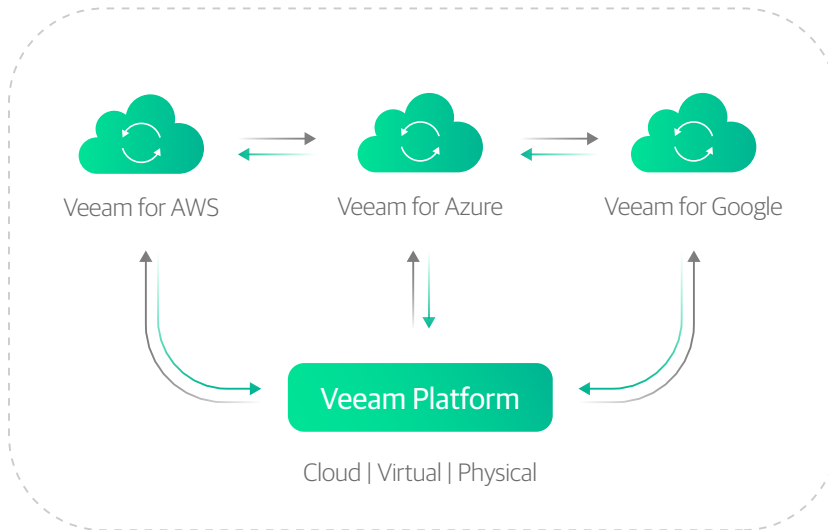 Veeam for AWS
Veeam for Azure
Veeam for Google
Veeam Platform
Cloud | Virtual | Physical